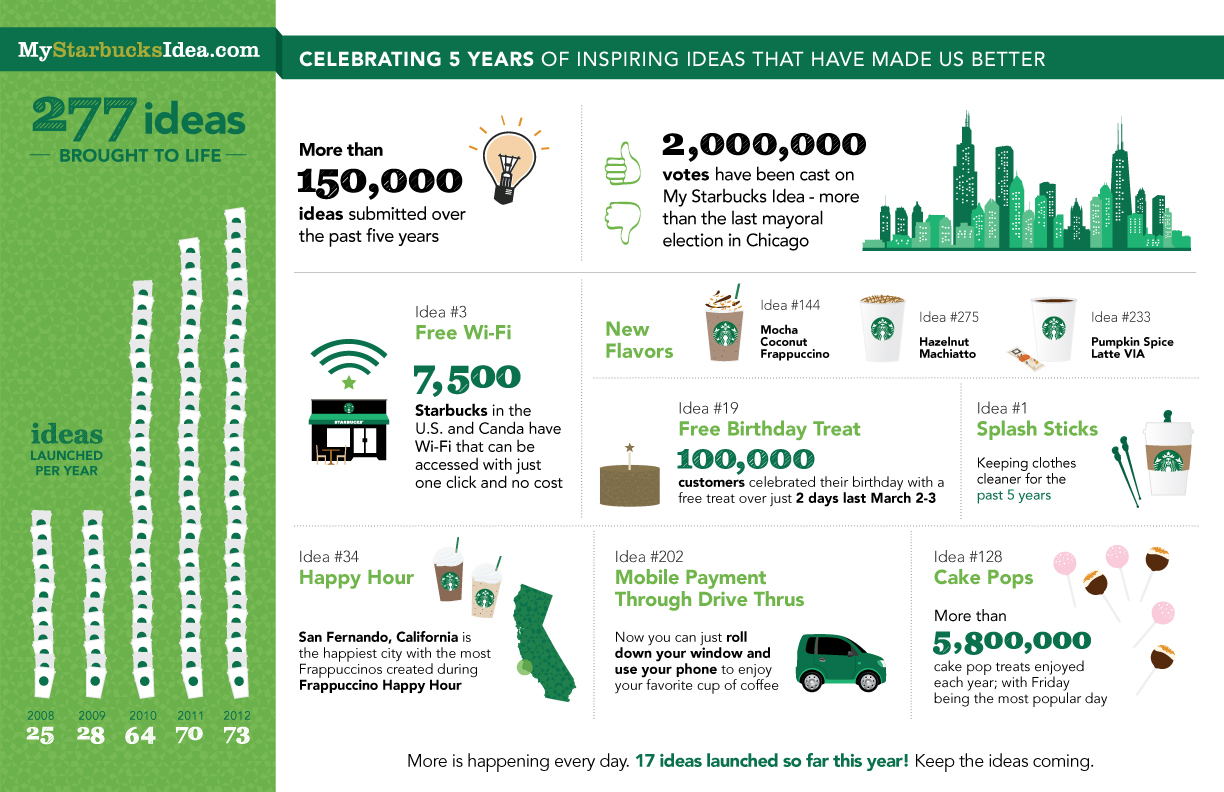 MyStarbucksIdea.com
CELEBRATING 5 YEARS OF INSPIRING IDEAS THAT HAVE MADE US BETTER
277 ideas
BROUGHT TO LIFE
ideas
LAUNCHED
PER YEAR
2008 2009 2010 2011 2012
25 28 64 70 73
More than
150,000
ideas submitted over
the past five years
2,000,000
votes have been cast on
My Starbucks Idea - more
than the last mayoral
election in Chicago
Idea #3
Free Wi-Fi
7,500
Starbucks in the
U.S. and Canda have
Wi-Fi that can be
accessed with just
one click and no cost
STARBUCKS
New
Flavors
Idea #144
Mocha
Coconut
Frappuccino
Idea #275
Hazelnut
Machiatto
Idea #233
Pumpkin Spice
Latte VIA
Idea #19
Free Birthday Treat
100,000
customers celebrated their birthday with a
free treat over just 2 days last March 2-3
Idea #1
Splash Sticks
Keeping clothes
cleaner for the
past 5 years
Idea #34
Happy Hour
San Fernando, California is
the happiest city with the most
Frappuccinos created during
Frappuccino Happy Hour
Idea #202
Mobile Payment
Through Drive Thrus
Now you can just roll
down your window and
use your phone to enjoy
your favorite cup of coffee
Idea #128
Cake Pops
More than
5,800,000
cake pop treats enjoyed
each year; with Friday
being the most popular day
More is happening every day. 17 ideas launched so far this year! Keep the ideas coming.